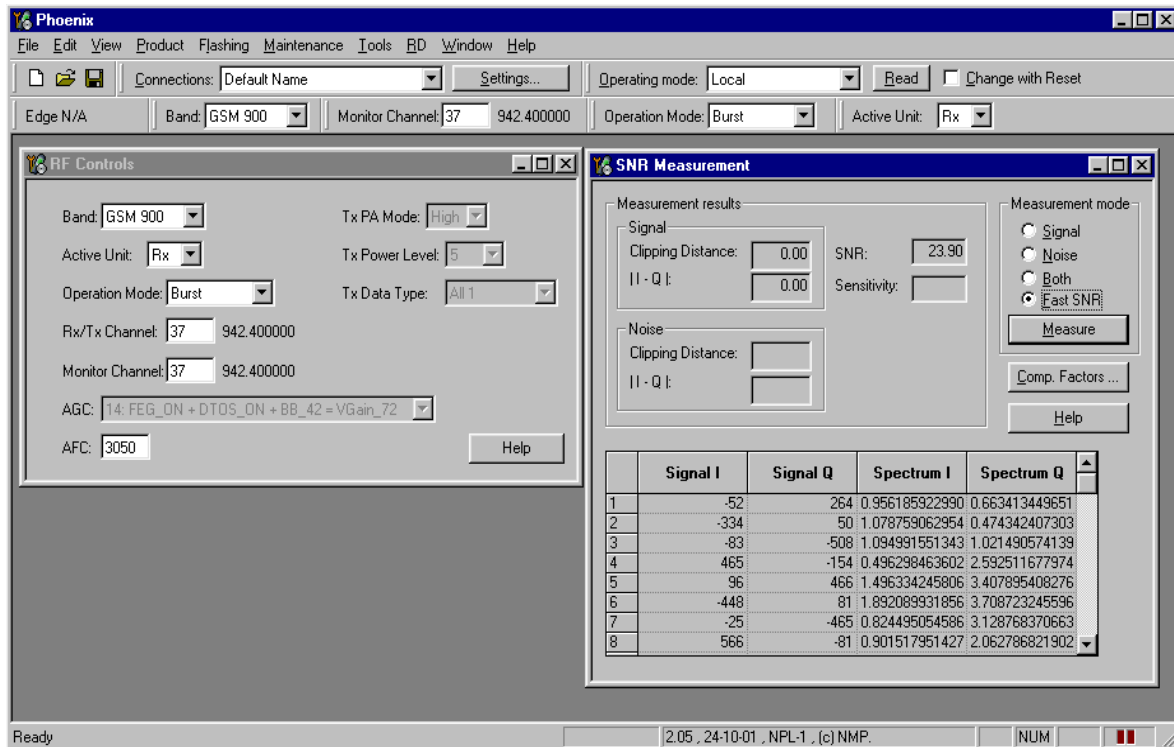 Phoenix
File Edit View Product Flashing Maintenance Tools RD Window Help
Connections: Default Name Settings... Operating mode: Local Read Change with Reset
Edge N/A Band: GSM 900 Monitor Channel: 37 942.400000 Operation Mode: Burst Active Unit: Rx
RF Controls
Band: GSM 900 Tx PA Mode: High
Active Unit: Rx Tx Power Level: 5
Operation Mode: Burst Tx Data Type: All 1
Rx/Tx Channel: 37 942.400000
Monitor Channel: 37 942.400000
AGC: 14: FEG_ON + DTOS_ON + BB_42 = VGain_72
AFC: 3050 Help
SNR Measurement
Measurement results
Signal
Clipping Distance: 0.00 SNR: 23.90
| I - Q |: 0.00 Sensitivity:
Noise
Clipping Distance:
| I - Q |:
Measurement mode
Signal
Noise
Both
Fast SNR
Measure
Comp. Factors ...
Help
Signal I Signal Q Spectrum I Spectrum Q
1 -52 264 0.956185922990 0.663413449651
2 -334 50 1.078759062954 0.474342407303
3 -83 -508 1.094991551343 1.021490574139
4 465 -154 0.496298463602 2.592511677974
5 96 466 1.496334245806 3.407895408276
6 -448 81 1.892089931856 3.708723245596
7 -25 -465 0.824495054586 3.128768370663
8 566 -81 0.901517951427 2.062786821902
Ready 2.05 , 24-10-01 , NPL-1 , (c) NMP. NUM